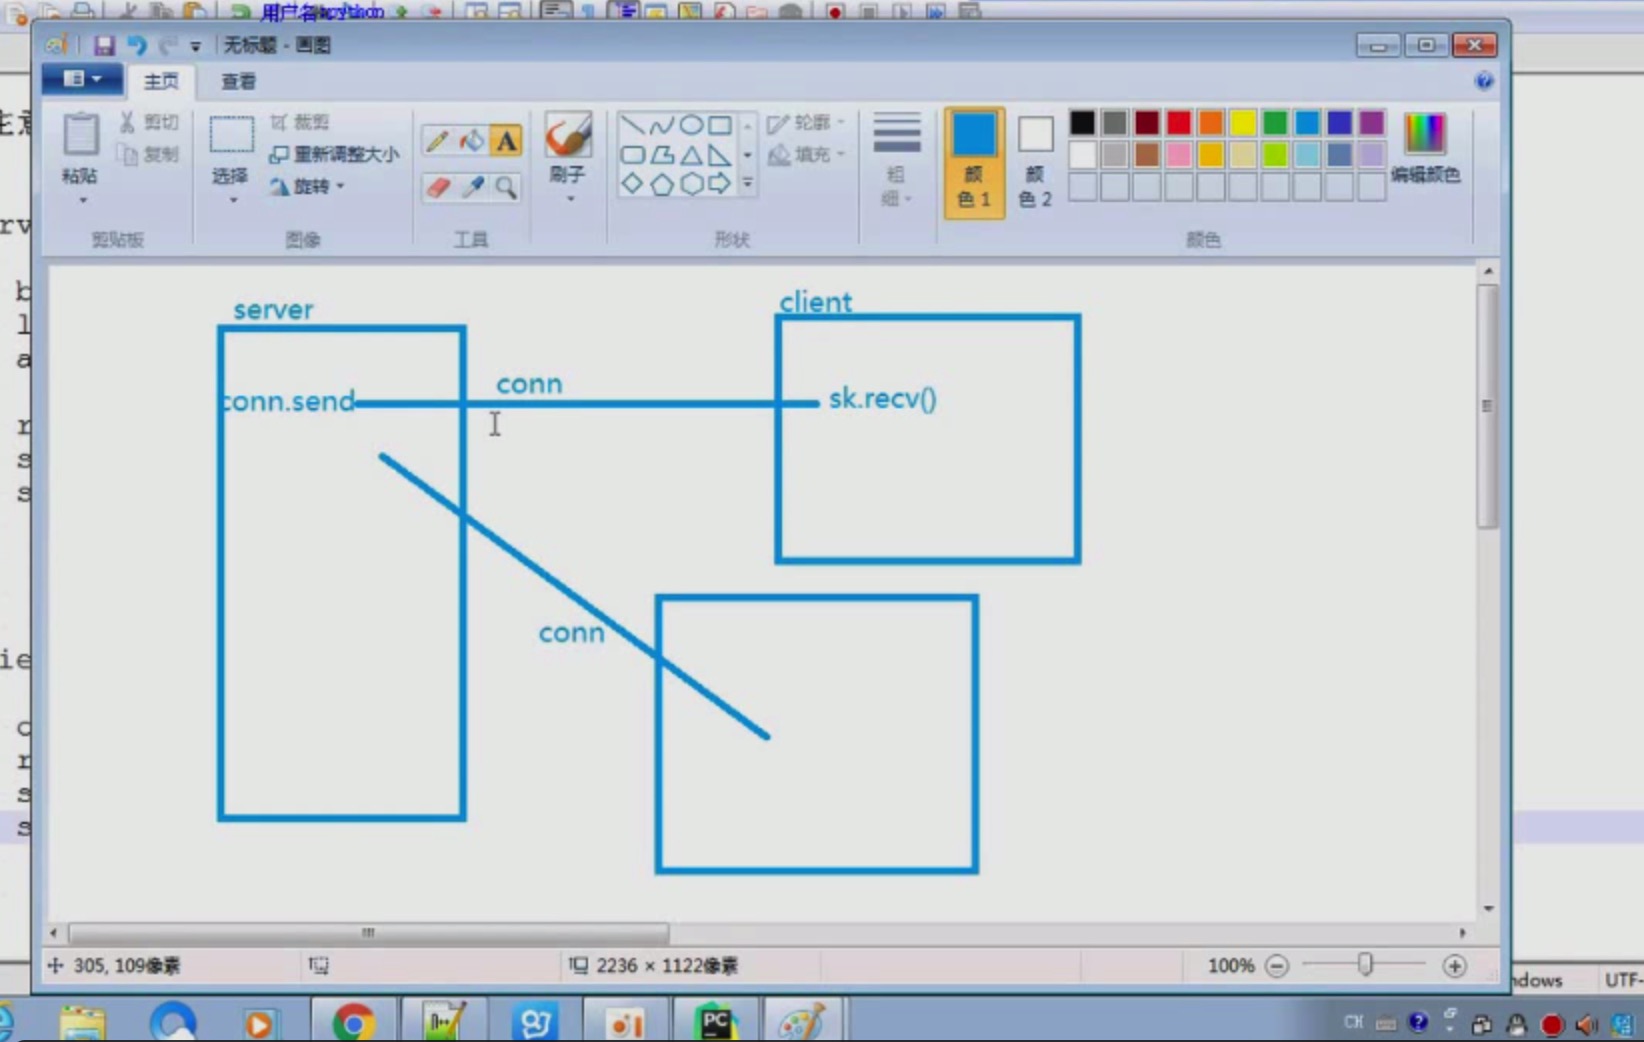 用户名:python
无标题 - 画图
主页
查看
粘贴
剪切
复制
剪贴板
选择
裁剪
重新调整大小
旋转
图像
工具
刷子
形状
轮廓
填充
粗
细
颜
色 1
颜
色 2
颜色
编辑颜色
server
client
conn.send
conn
sk.recv()
conn
305, 109像素
2236 × 1122像素
100%
ndows
UTF-
CH